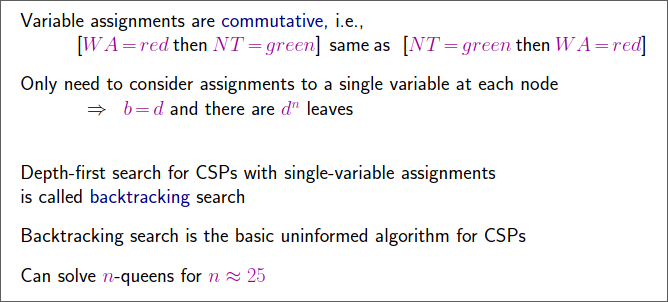 Variable assignments are commutative, i.e.,
[WA = red then NT = green] same as [NT = green then WA = red]
Only need to consider assignments to a single variable at each node
⇒ b = d and there are dⁿ leaves
Depth-first search for CSPs with single-variable assignments
is called backtracking search
Backtracking search is the basic uninformed algorithm for CSPs
Can solve n-queens for n ≈ 25